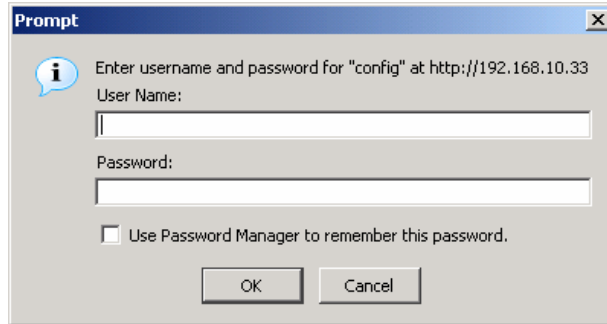 Prompt
Enter username and password for "config" at http://192.168.10.33
User Name:
Password:
Use Password Manager to remember this password.
OK
Cancel